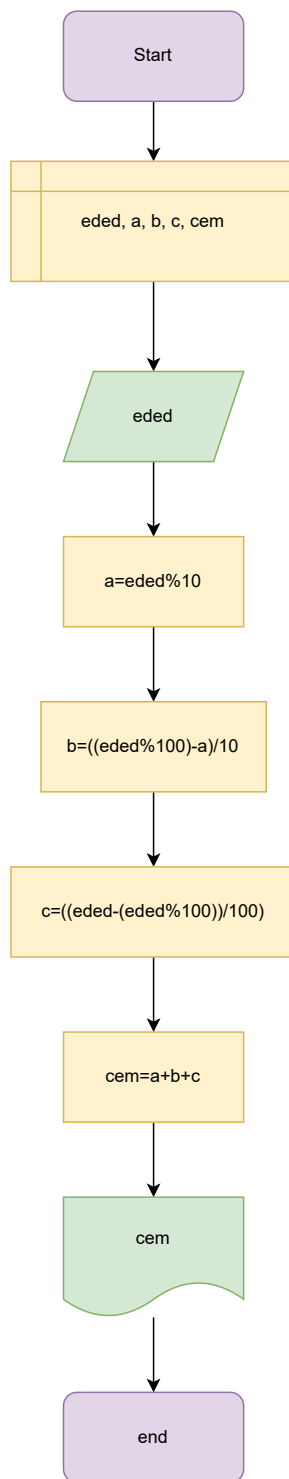 Start
eded, a, b, c, cem
eded
a=eded%10
b=((eded%100)-a)/10
c=((eded-(eded%100))/100)
cem=a+b+c
cem
end